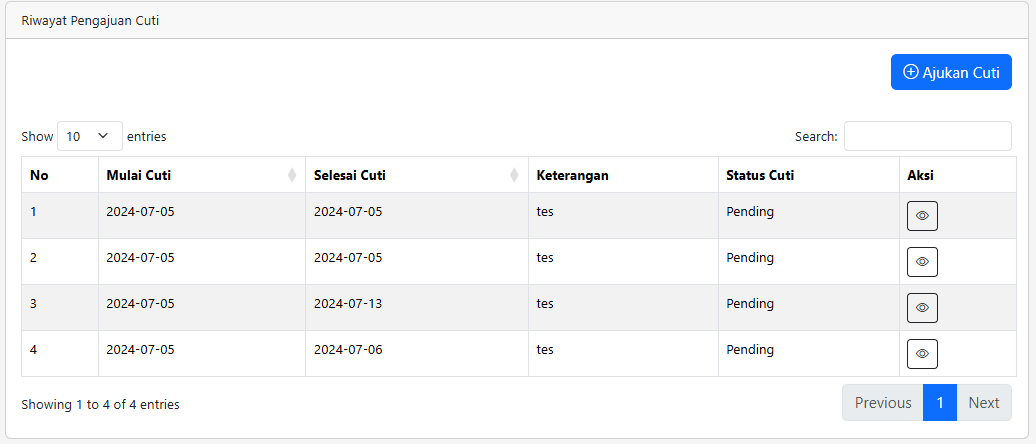 Riwayat Pengajuan Cuti
Ajukan Cuti
Show 10 entries Search:
No Mulai Cuti Selesai Cuti Keterangan Status Cuti Aksi
1 2024-07-05 2024-07-05 tes Pending
2 2024-07-05 2024-07-05 tes Pending
3 2024-07-05 2024-07-13 tes Pending
4 2024-07-05 2024-07-06 tes Pending
Showing 1 to 4 of 4 entries Previous 1 Next